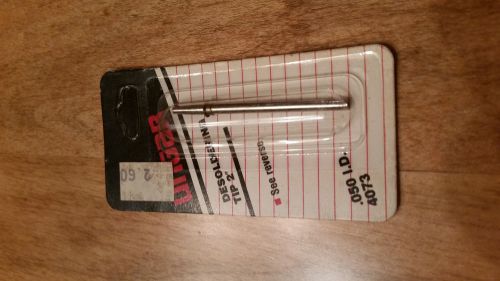 ungar
2.60
DESOLDERING
TIP 2"
See reverse
.050 I.D.
4073